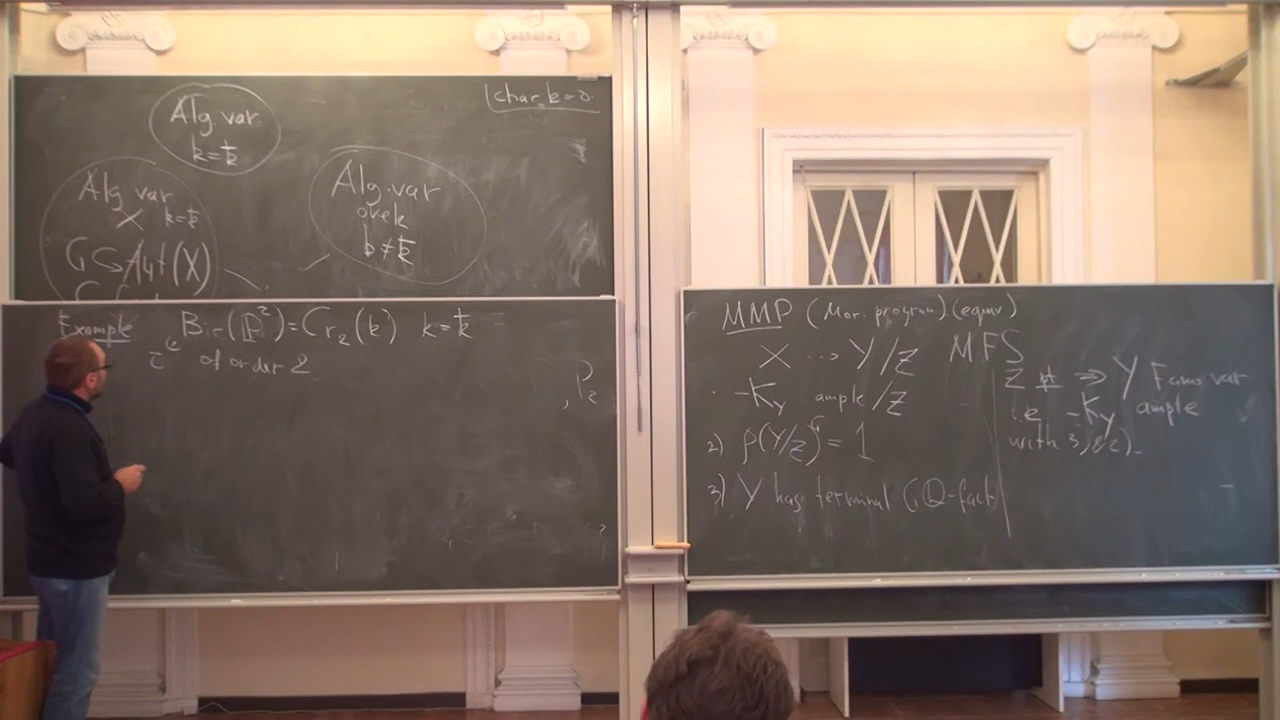 char k=0.
Alg. var.
k=k̄
Alg var
X k=k̄
G↪Aut(X)
Alg.var
over k
k≠k̄
Example Bir(ℙ²)=Cr₂(k) k=k̄
τ of order 2
MMP (Mori program) (equiv)
X ⇢ Y/Z MFS
· -K_Y ample /Z
2) ρ(Y/Z)^G = 1
3) Y has terminal GQ-fact
Z pt ⇒ Y Fano var
i.e. -K_Y ample
with 3) & 2).